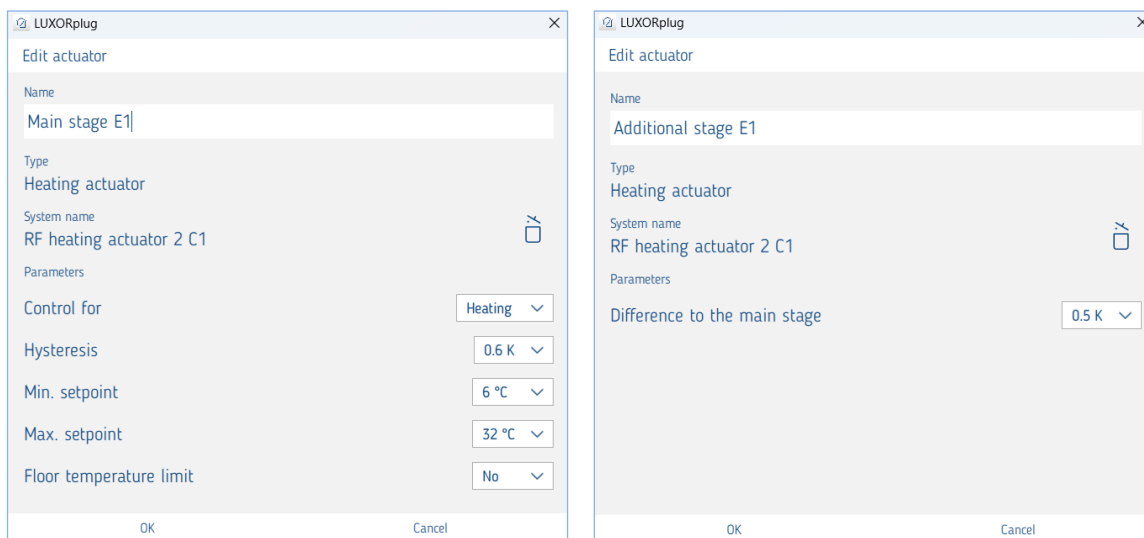 LUXORplug
Edit actuator
Name
Main stage E1
Type
Heating actuator
System name
RF heating actuator 2 C1
Parameters
Control for Heating
Hysteresis 0.6 K
Min. setpoint 6 °C
Max. setpoint 32 °C
Floor temperature limit No
OK Cancel
LUXORplug
Edit actuator
Name
Additional stage E1
Type
Heating actuator
System name
RF heating actuator 2 C1
Parameters
Difference to the main stage 0.5 K
OK Cancel